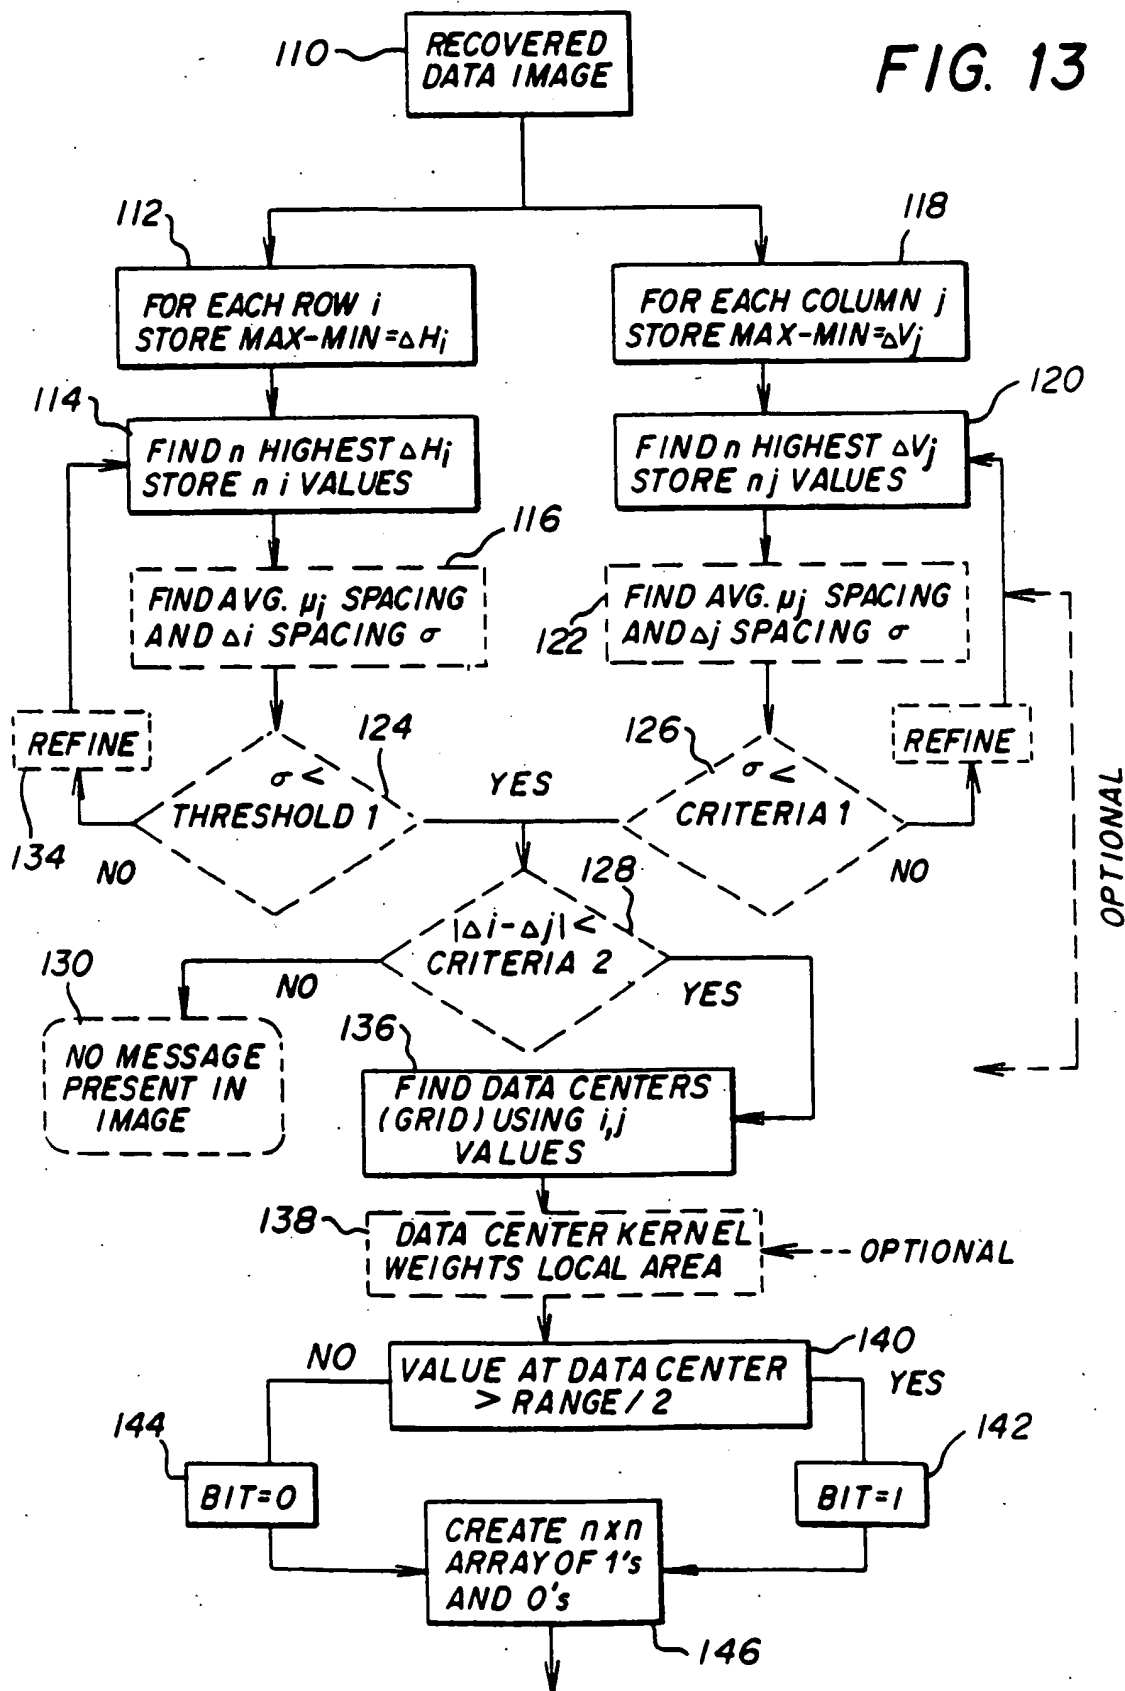 110
RECOVERED
DATA IMAGE
FIG. 13
112
118
FOR EACH ROW i
STORE MAX-MIN=ΔHi
FOR EACH COLUMN j
STORE MAX-MIN=ΔVj
114
120
FIND n HIGHEST ΔHi
STORE n i VALUES
FIND n HIGHEST ΔVj
STORE nj VALUES
116
FIND AVG. μi SPACING
AND Δi SPACING σ
122
FIND AVG. μj SPACING
AND Δj SPACING σ
REFINE
134
124
σ <
THRESHOLD 1
NO
YES
126
σ <
CRITERIA 1
NO
REFINE
OPTIONAL
128
|Δi-Δj| <
CRITERIA 2
NO
YES
130
NO MESSAGE
PRESENT IN
IMAGE
136
FIND DATA CENTERS
(GRID) USING i,j
VALUES
138
DATA CENTER KERNEL
WEIGHTS LOCAL AREA
OPTIONAL
140
VALUE AT DATA CENTER
> RANGE / 2
NO
YES
144
BIT=0
142
BIT=1
CREATE nxn
ARRAY OF 1's
AND 0's
146